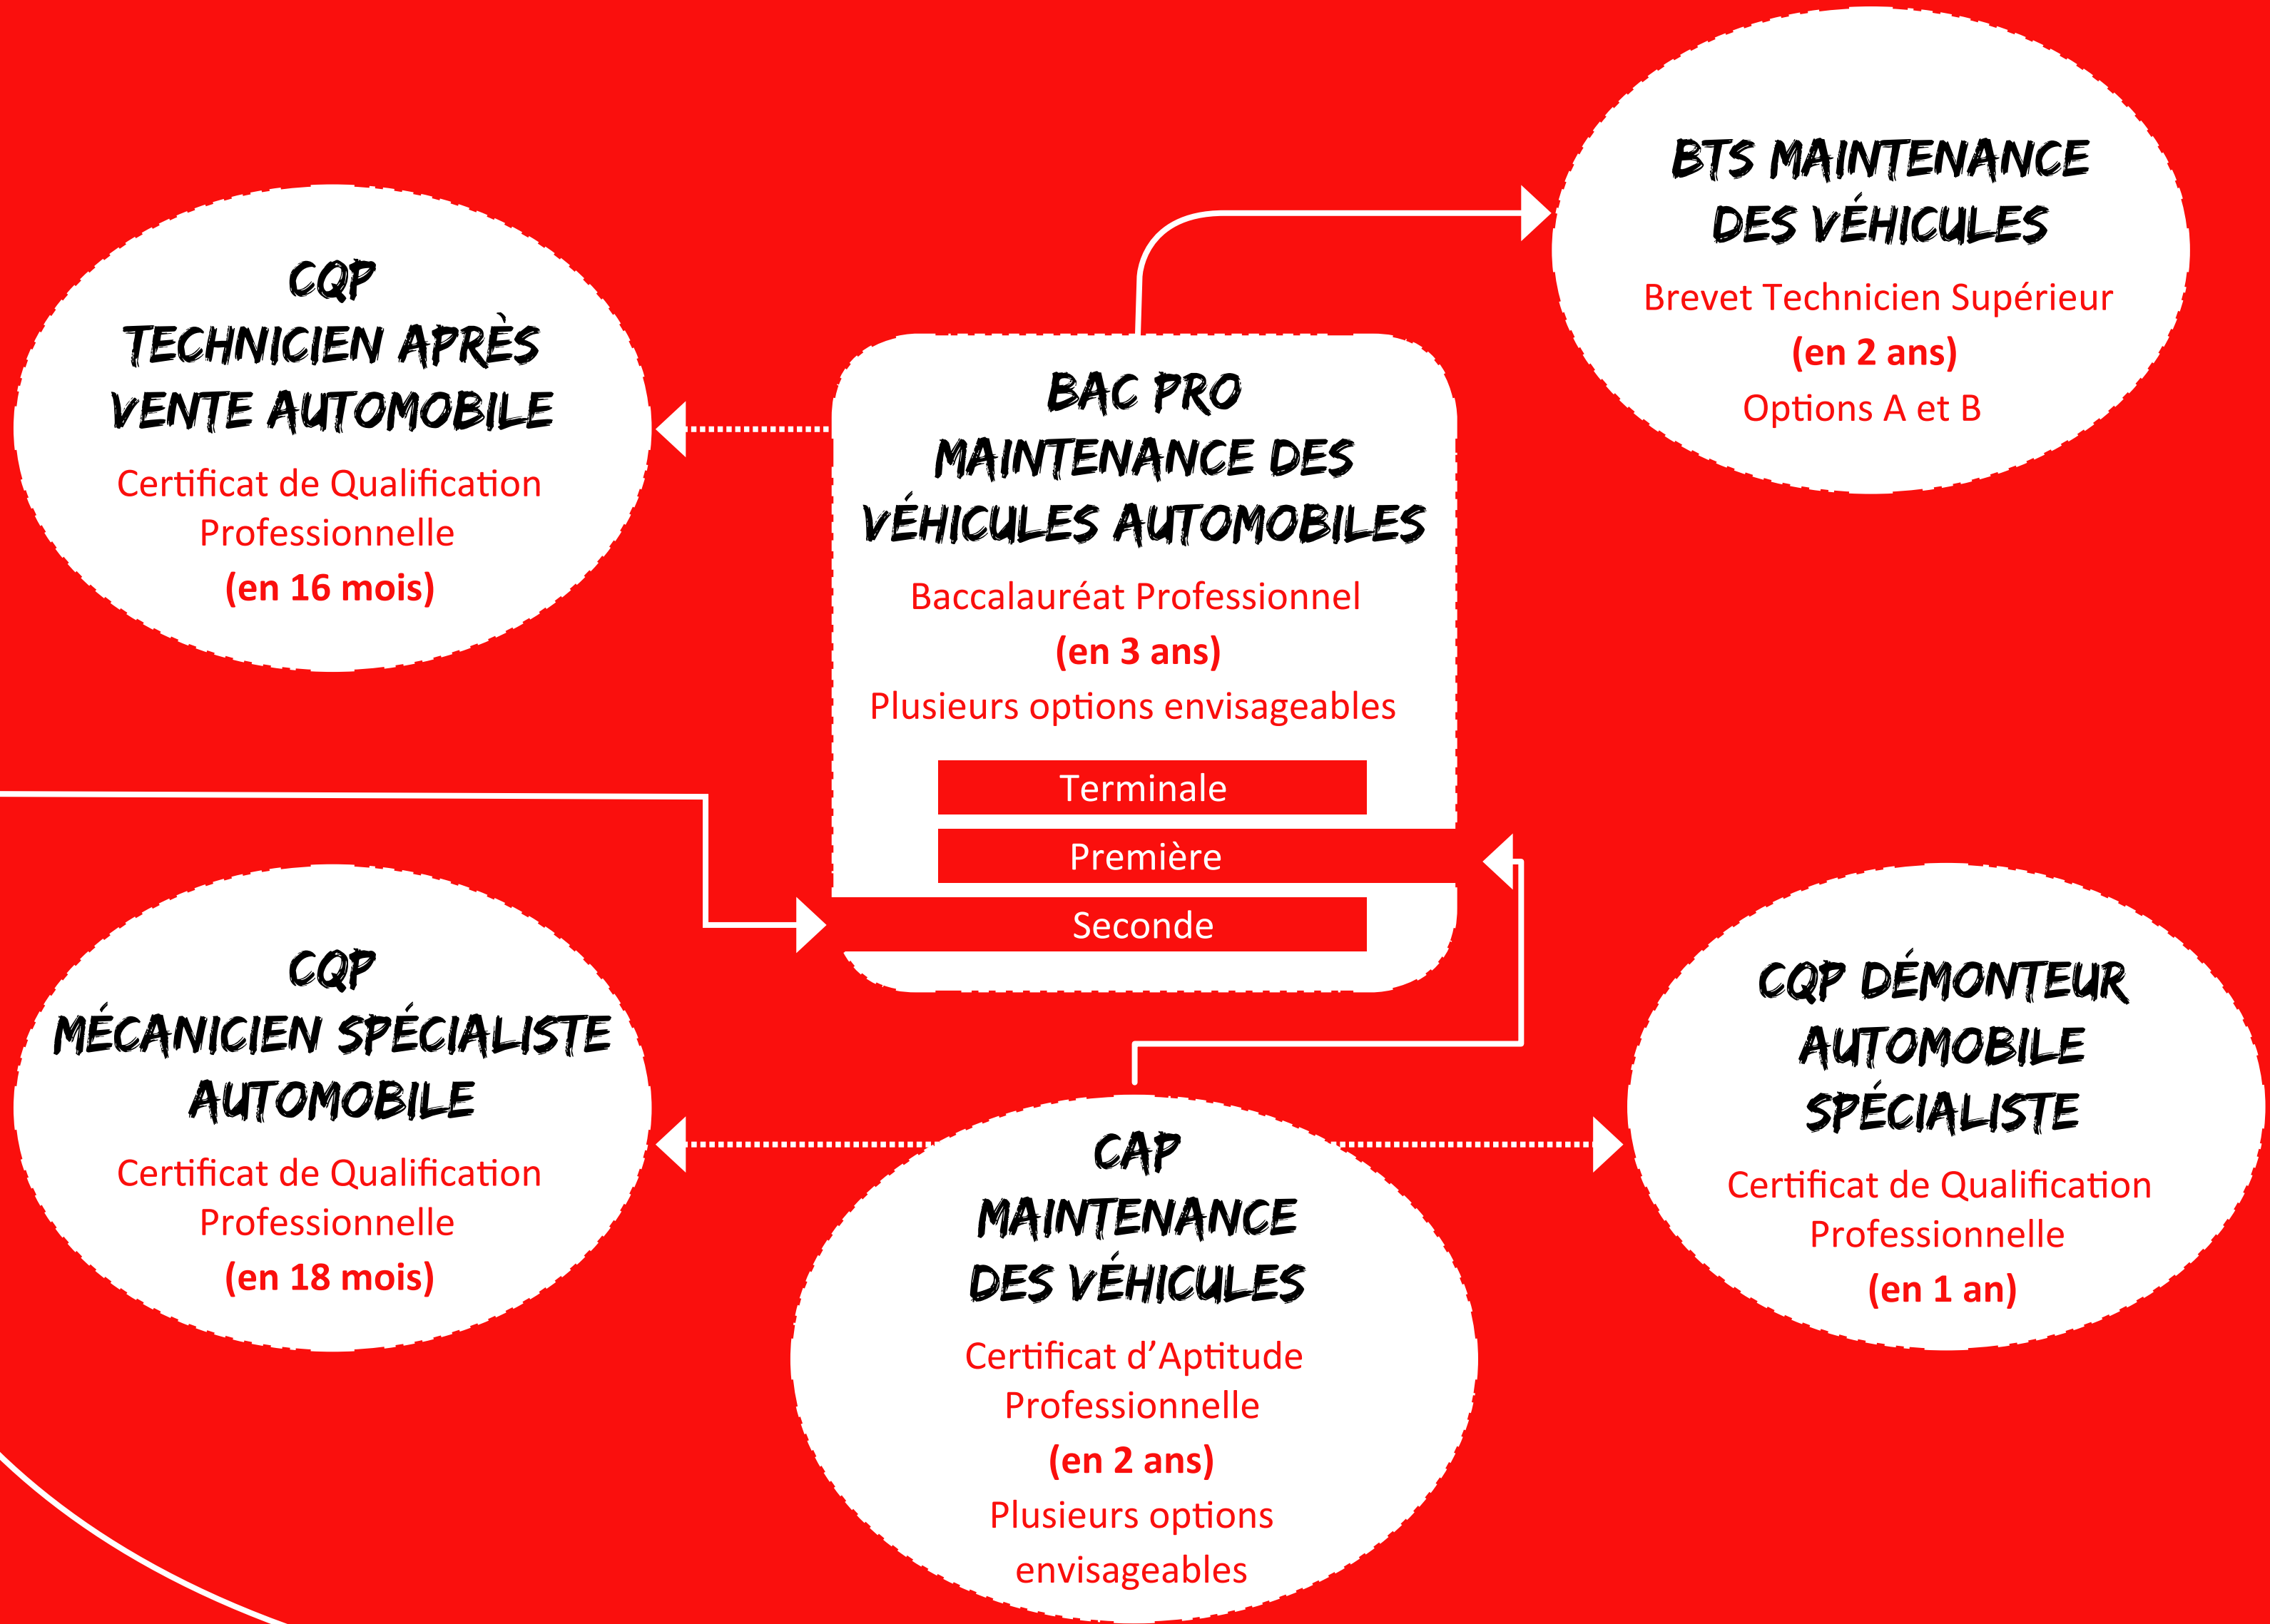 BTS MAINTENANCE
DES VÉHICULES
Brevet Technicien Supérieur
(en 2 ans)
Options A et B
CQP
TECHNICIEN APRÈS
VENTE AUTOMOBILE
Certificat de Qualification
Professionnelle
(en 16 mois)
BAC PRO
MAINTENANCE DES
VÉHICULES AUTOMOBILES
Baccalauréat Professionnel
(en 3 ans)
Plusieurs options envisageables
Terminale
Première
Seconde
CQP
MÉCANICIEN SPÉCIALISTE
AUTOMOBILE
Certificat de Qualification
Professionnelle
(en 18 mois)
CQP DÉMONTEUR
AUTOMOBILE
SPÉCIALISTE
Certificat de Qualification
Professionnelle
(en 1 an)
CAP
MAINTENANCE
DES VÉHICULES
Certificat d’Aptitude
Professionnelle
(en 2 ans)
Plusieurs options
envisageables